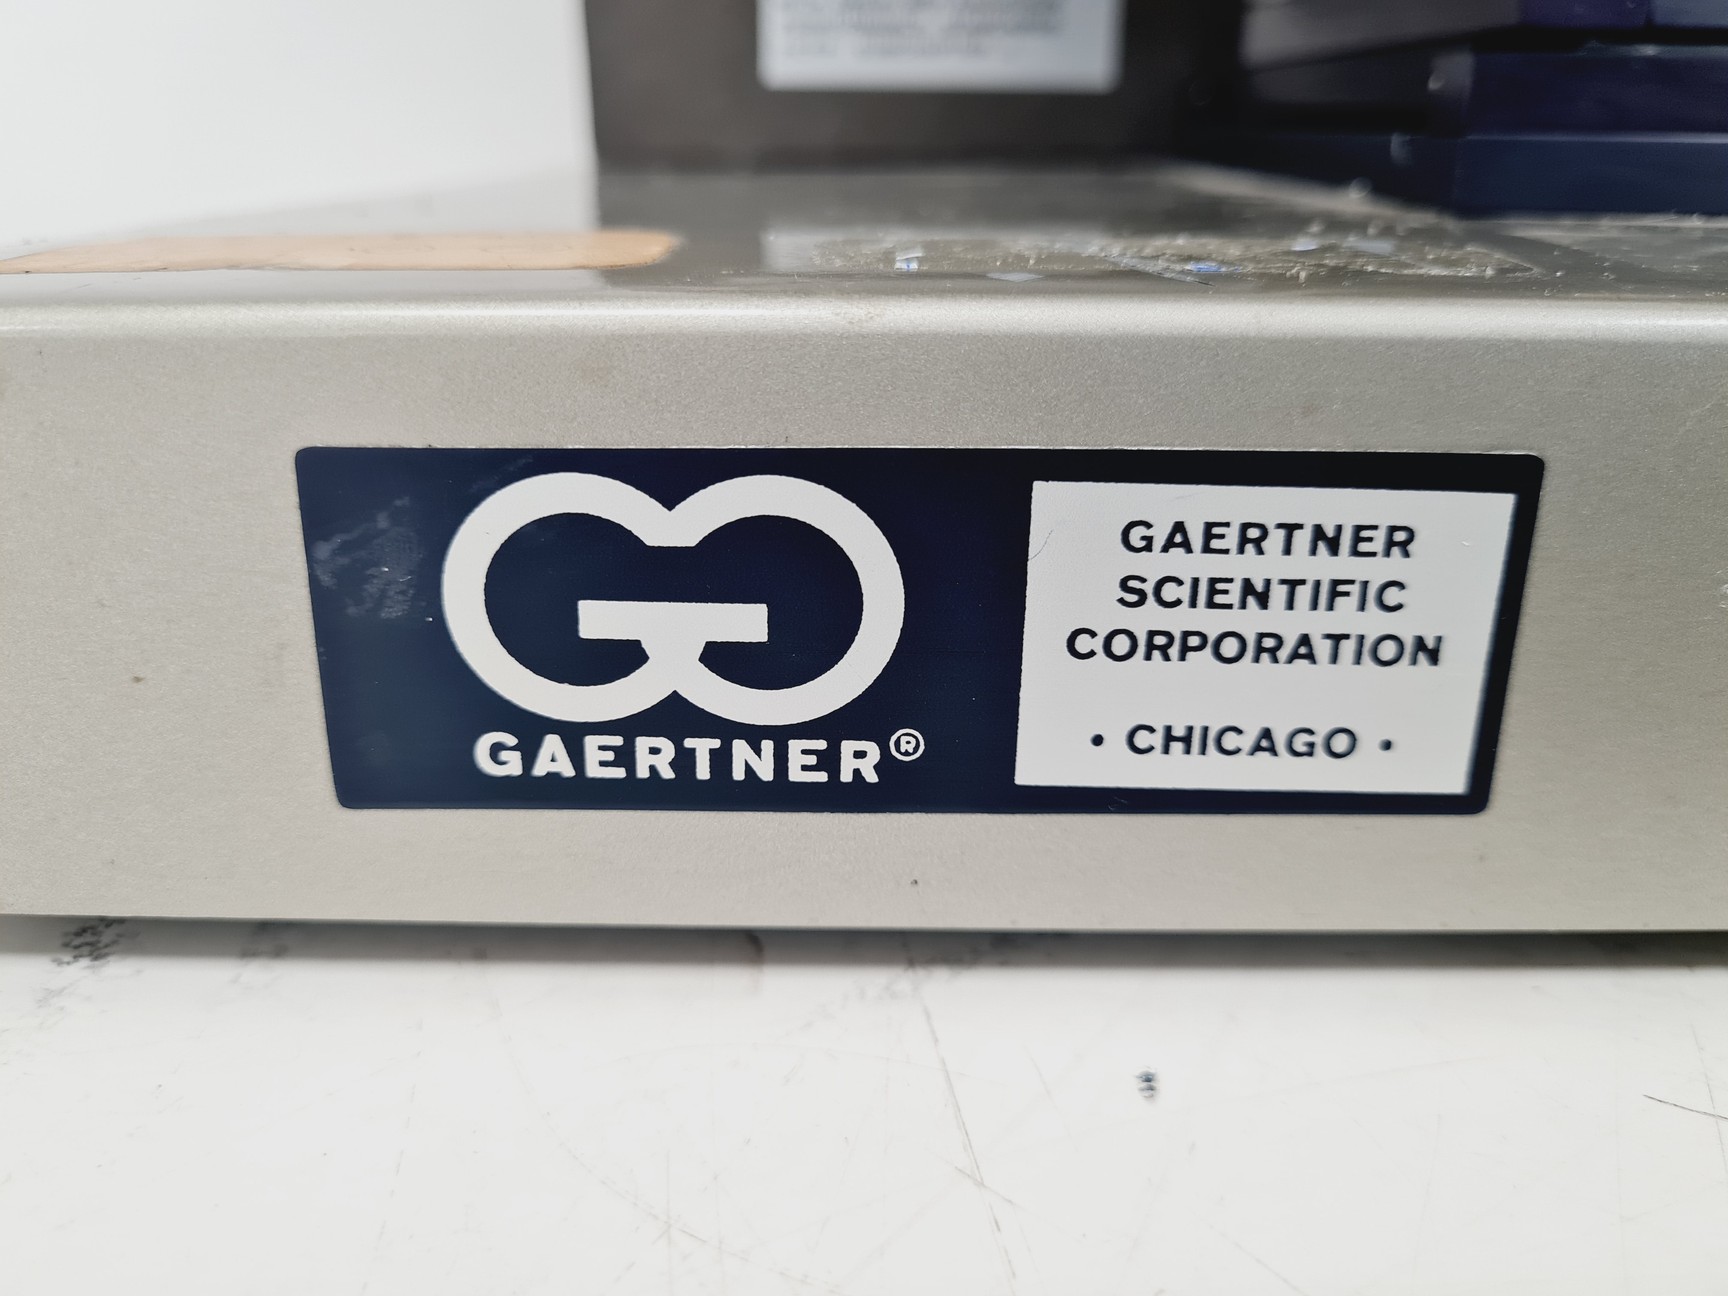 GAERTNER®
GAERTNER
SCIENTIFIC
CORPORATION
• CHICAGO •